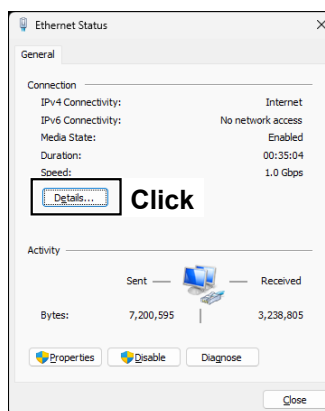 Ethernet Status
General
Connection
IPv4 Connectivity: Internet
IPv6 Connectivity: No network access
Media State: Enabled
Duration: 00:35:04
Speed: 1.0 Gbps
Details... Click
Activity
Sent — — Received
Bytes: 7,200,595 3,238,805
Properties Disable Diagnose
Close